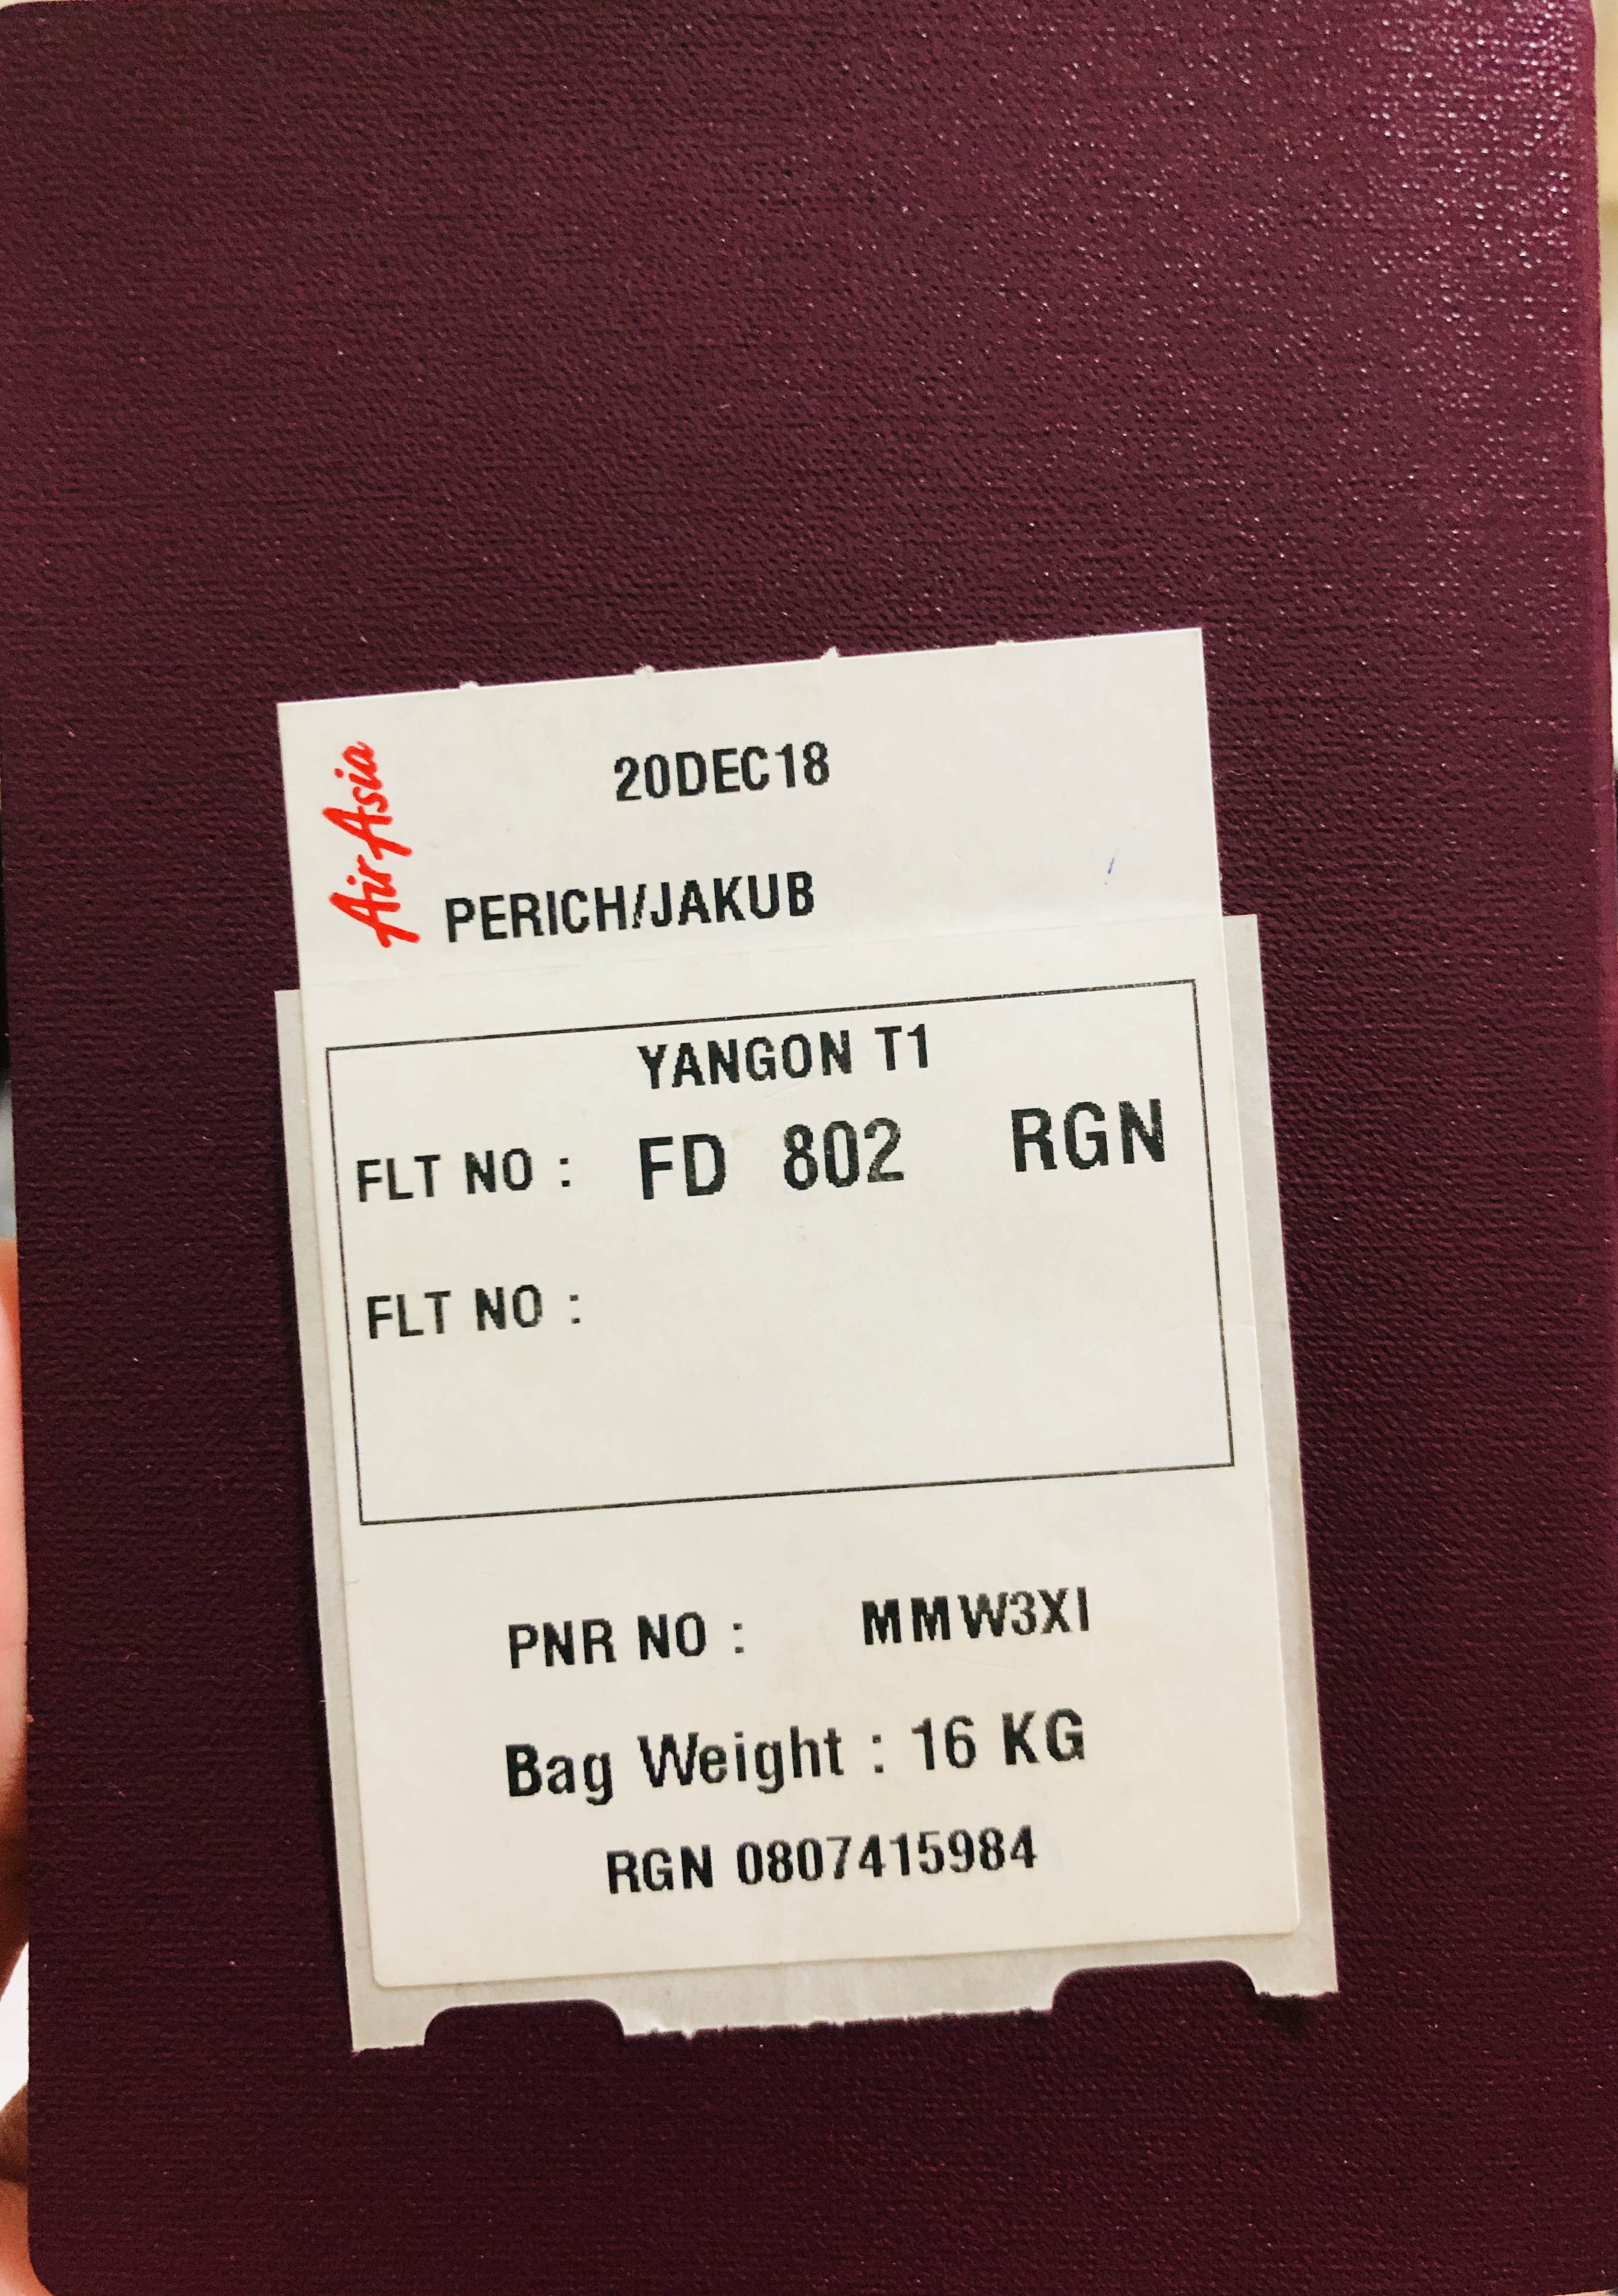 AirAsia
20DEC18
PERICH/JAKUB
YANGON T1
FLT NO : FD 802 RGN
FLT NO :
PNR NO : MMW3XI
Bag Weight : 16 KG
RGN 0807415984